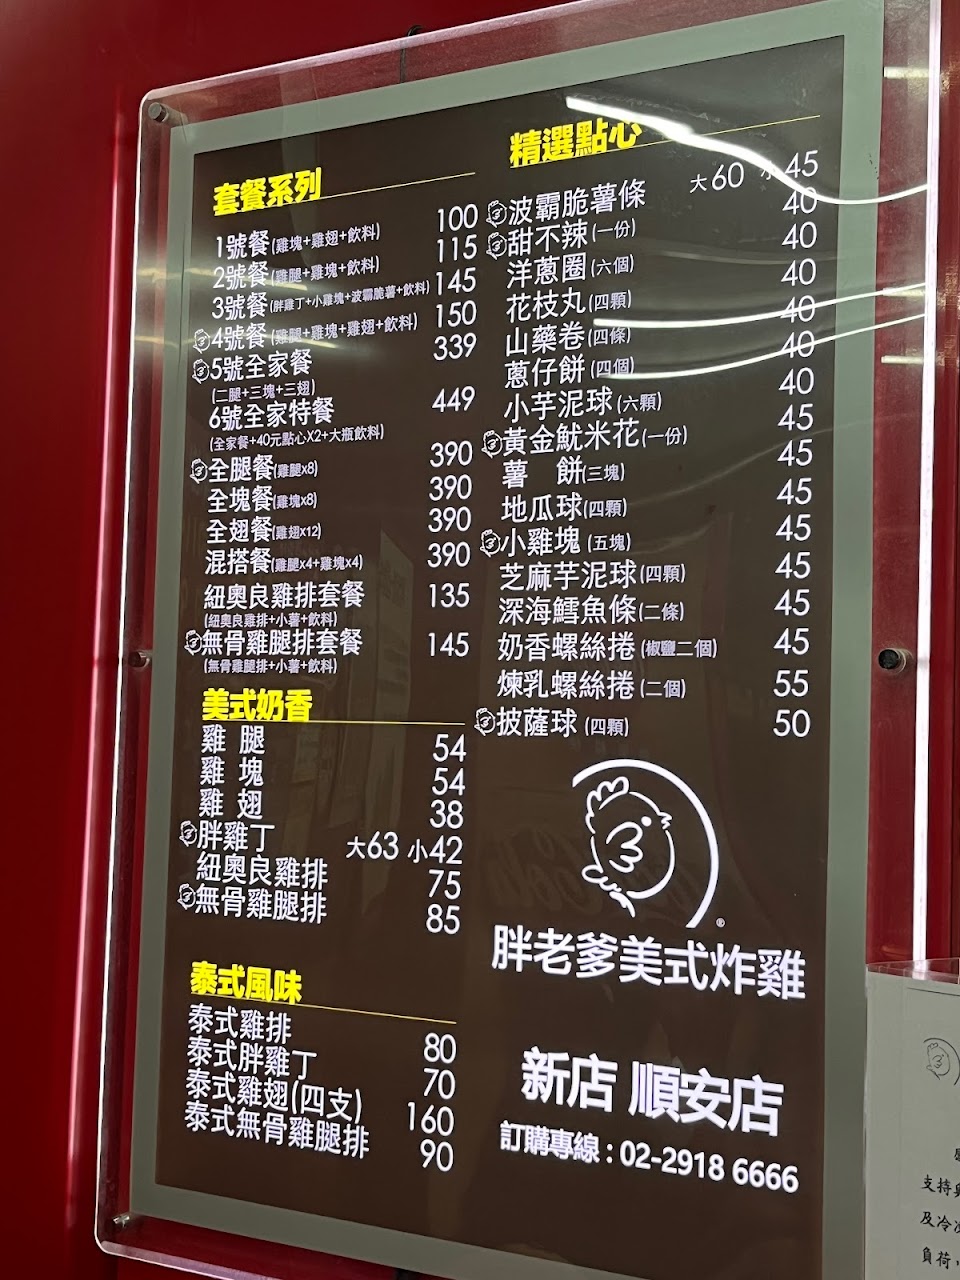 套餐系列
1號餐(雞塊+雞翅+飲料) 100
2號餐(雞腿+雞塊+飲料) 115
3號餐(胖雞丁+小雞塊+波霸脆薯+飲料) 145
4號餐(雞腿+雞塊+雞翅+飲料) 150
5號全家餐 339
(二腿+三塊+三翅)
6號全家特餐 449
(全家餐+40元點心X2+大瓶飲料)
全腿餐(雞腿x8) 390
全塊餐(雞塊x8) 390
全翅餐(雞翅x12) 390
混搭餐(雞腿x4+雞塊x4) 390
紐奧良雞排套餐 135
(紐奧良雞排+小薯+飲料)
無骨雞腿排套餐 145
(無骨雞腿排+小薯+飲料)
美式奶香
雞 腿 54
雞 塊 54
雞 翅 38
胖雞丁 大63 小42
紐奧良雞排 75
無骨雞腿排 85
泰式風味
泰式雞排 80
泰式胖雞丁 70
泰式雞翅(四支) 160
泰式無骨雞腿排 90
精選點心
波霸脆薯條 大60 小45
甜不辣(一份) 40
洋蔥圈(六個) 40
花枝丸(四顆) 40
山藥卷(四條) 40
蔥仔餅(四個) 40
小芋泥球(六顆) 40
黃金魷米花(一份) 45
薯 餅(三塊) 45
地瓜球(四顆) 45
小雞塊(五塊) 45
芝麻芋泥球(四顆) 45
深海鱈魚條(二條) 45
奶香螺絲捲(椒鹽二個) 45
煉乳螺絲捲(二個) 55
披薩球(四顆) 50
®
胖老爹美式炸雞
新店 順安店
訂購專線：02-2918 6666
支持
及冷
負荷，